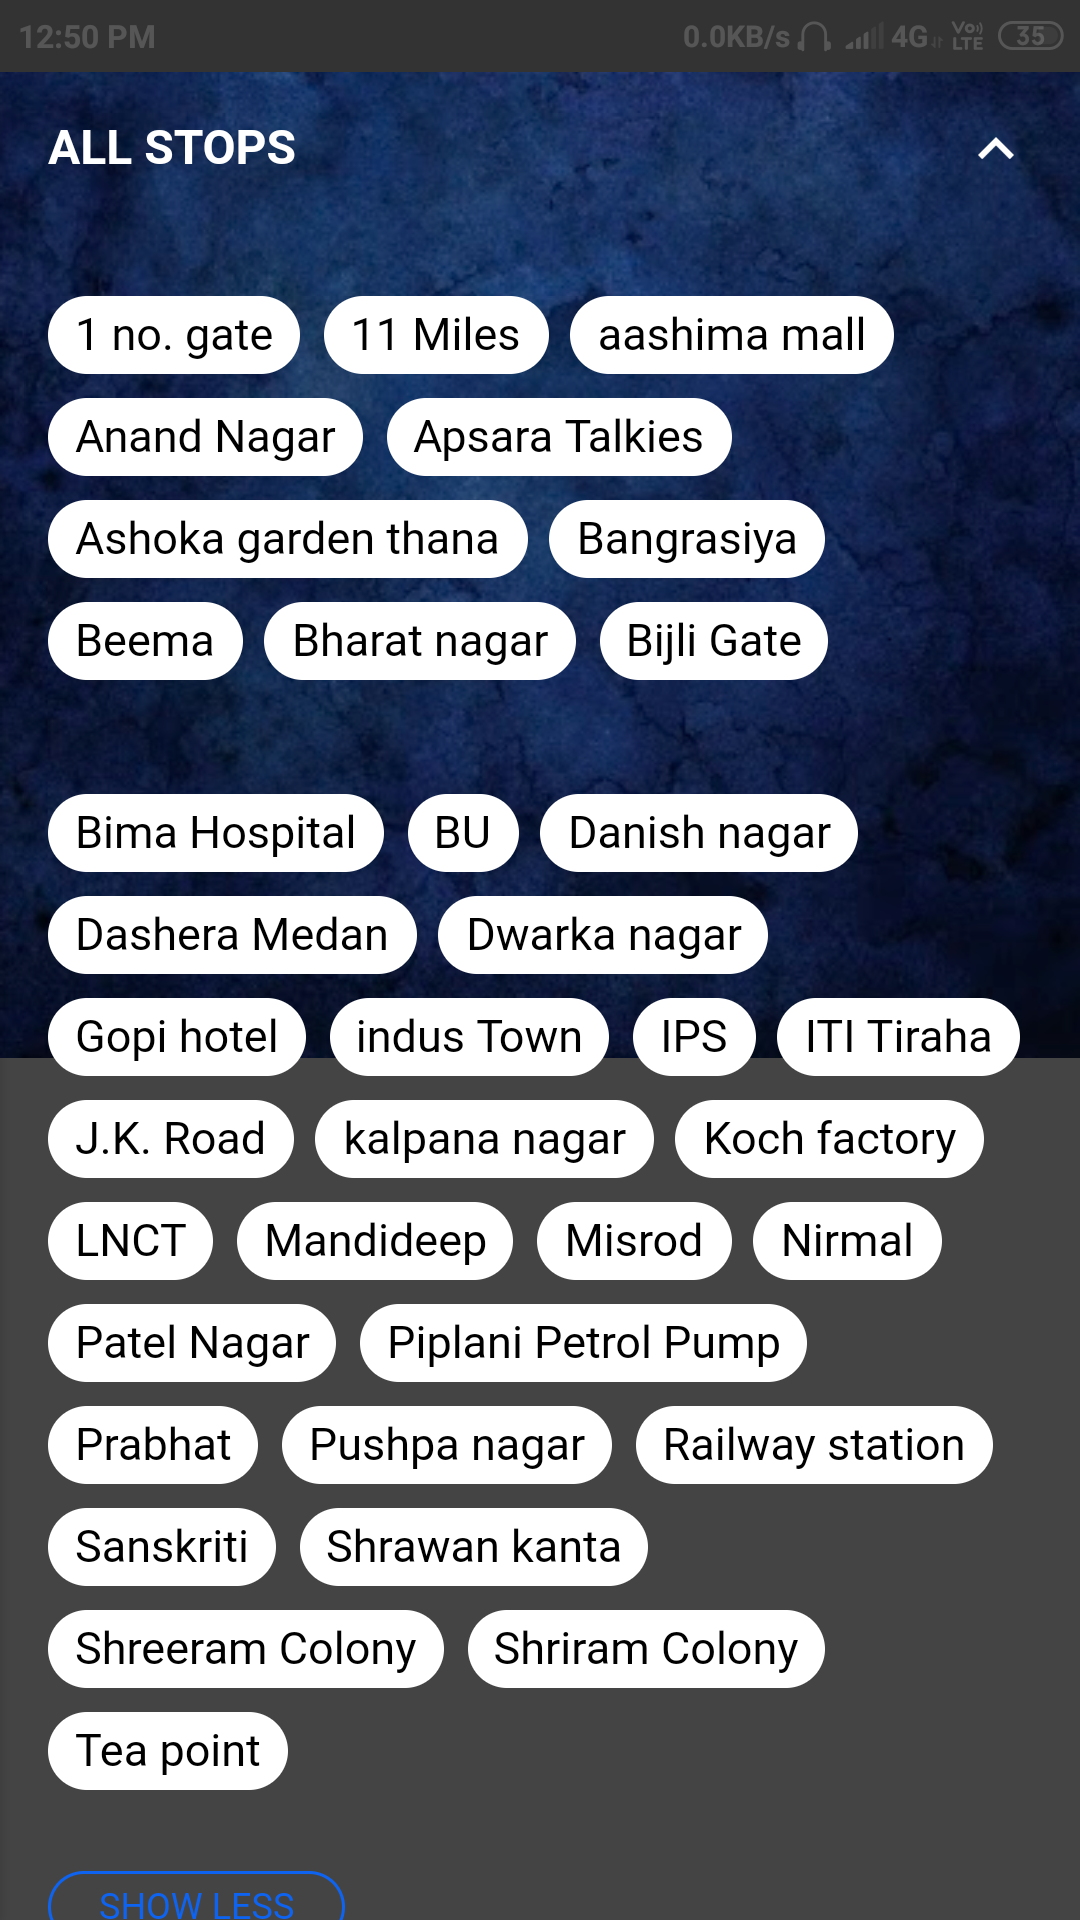 12:50 PM 0.0KB/s 4G Vo LTE 35
ALL STOPS
1 no. gate 11 Miles aashima mall
Anand Nagar Apsara Talkies
Ashoka garden thana Bangrasiya
Beema Bharat nagar Bijli Gate
Bima Hospital BU Danish nagar
Dashera Medan Dwarka nagar
Gopi hotel indus Town IPS ITI Tiraha
J.K. Road kalpana nagar Koch factory
LNCT Mandideep Misrod Nirmal
Patel Nagar Piplani Petrol Pump
Prabhat Pushpa nagar Railway station
Sanskriti Shrawan kanta
Shreeram Colony Shriram Colony
Tea point
SHOW LESS